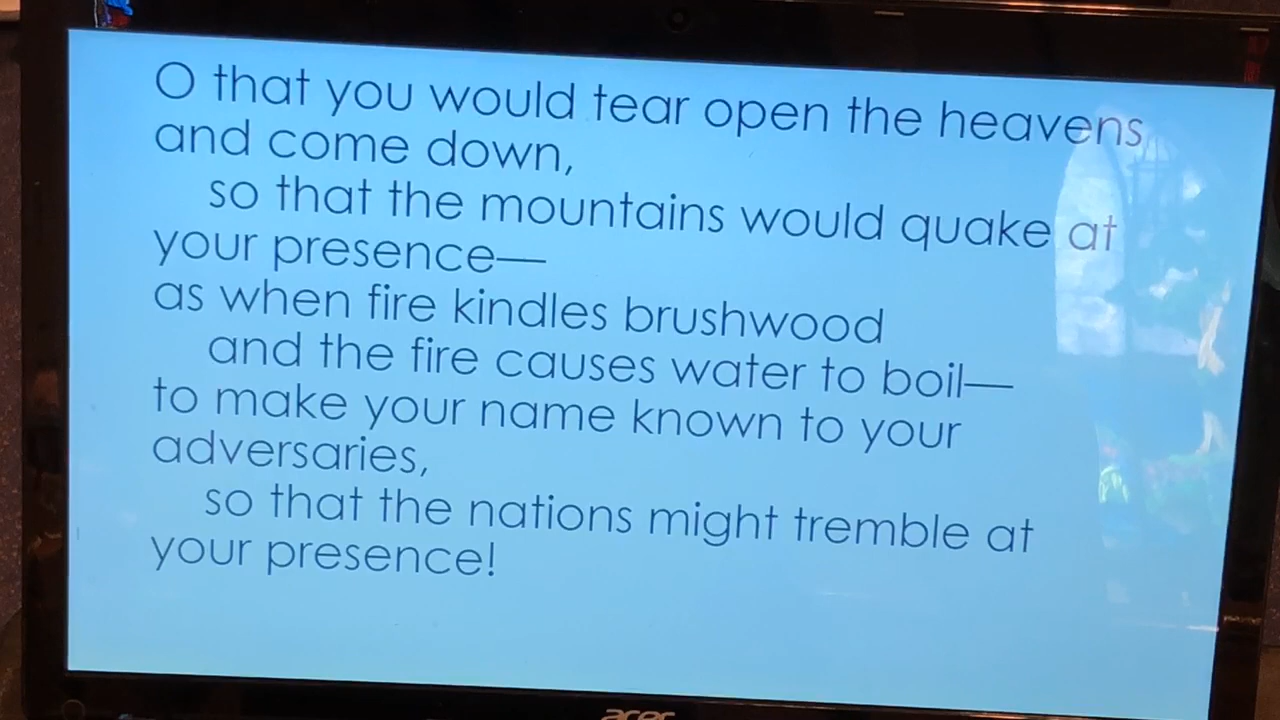 O that you would tear open the heavens
and come down,
so that the mountains would quake at
your presence—
as when fire kindles brushwood
and the fire causes water to boil—
to make your name known to your
adversaries,
so that the nations might tremble at
your presence!
acer